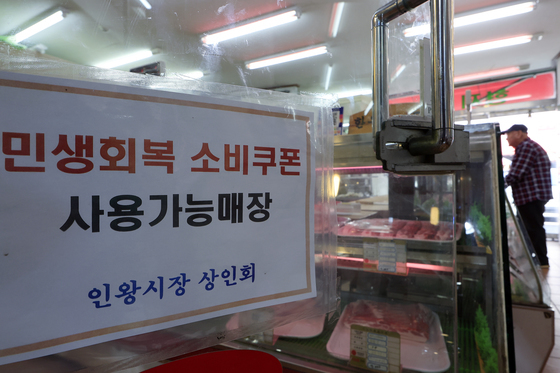 민생회복 소비쿠폰
사용가능매장
인왕시장 상인회